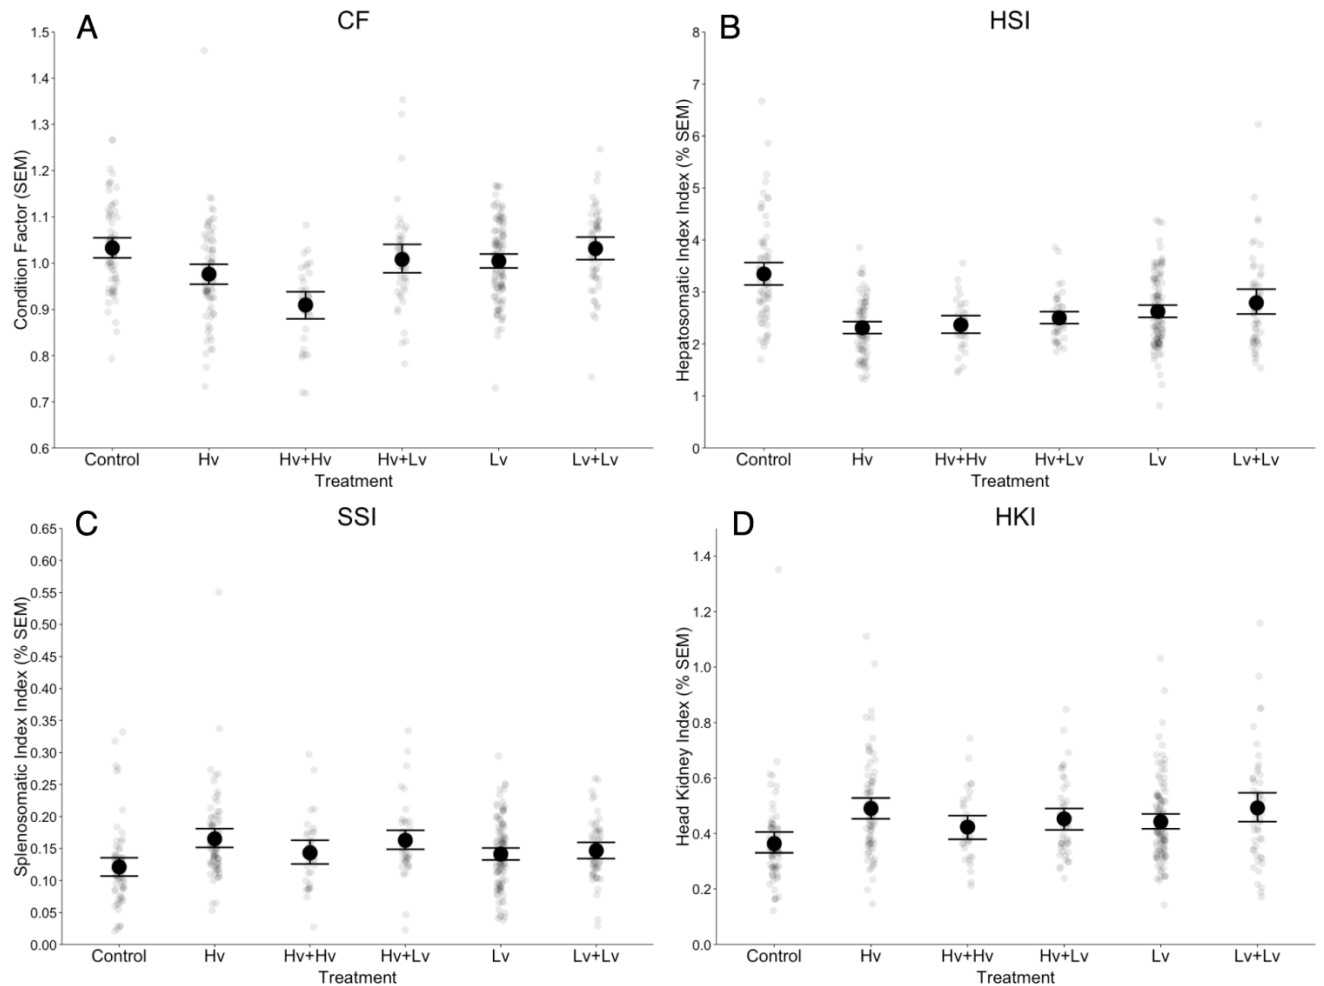 A
CF
Condition Factor (SEM)
1.5
1.4
1.3
1.2
1.1
1.0
0.9
0.8
0.7
0.6
Control Hv Hv+Hv Hv+Lv Lv Lv+Lv
Treatment
B
HSI
Hepatosomatic Index Index (% SEM)
8
7
6
5
4
3
2
1
0
Control Hv Hv+Hv Hv+Lv Lv Lv+Lv
Treatment
C
SSI
Splenosomatic Index Index (% SEM)
0.65
0.60
0.55
0.50
0.45
0.40
0.35
0.30
0.25
0.20
0.15
0.10
0.05
0.00
Control Hv Hv+Hv Hv+Lv Lv Lv+Lv
Treatment
D
HKI
Head Kidney Index (% SEM)
1.4
1.2
1.0
0.8
0.6
0.4
0.2
0.0
Control Hv Hv+Hv Hv+Lv Lv Lv+Lv
Treatment